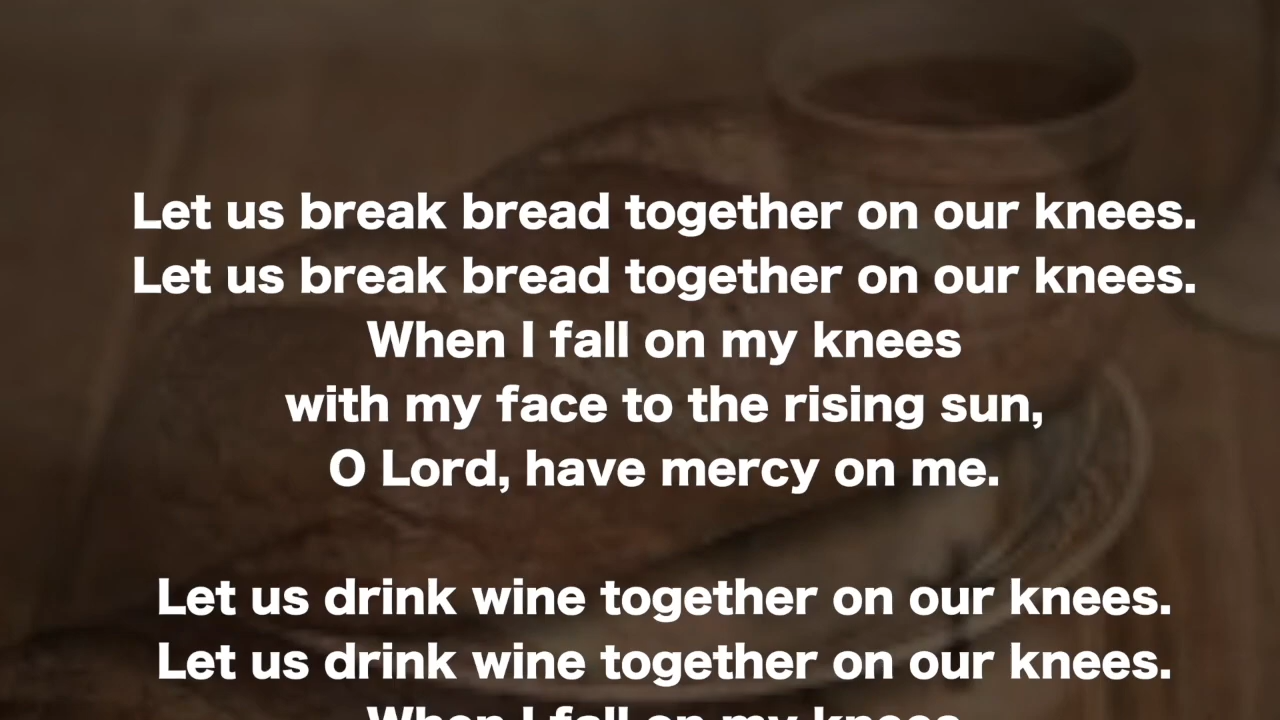 Let us break bread together on our knees.
Let us break bread together on our knees.
When I fall on my knees
with my face to the rising sun,
O Lord, have mercy on me.
Let us drink wine together on our knees.
Let us drink wine together on our knees.
When I fall on my knees